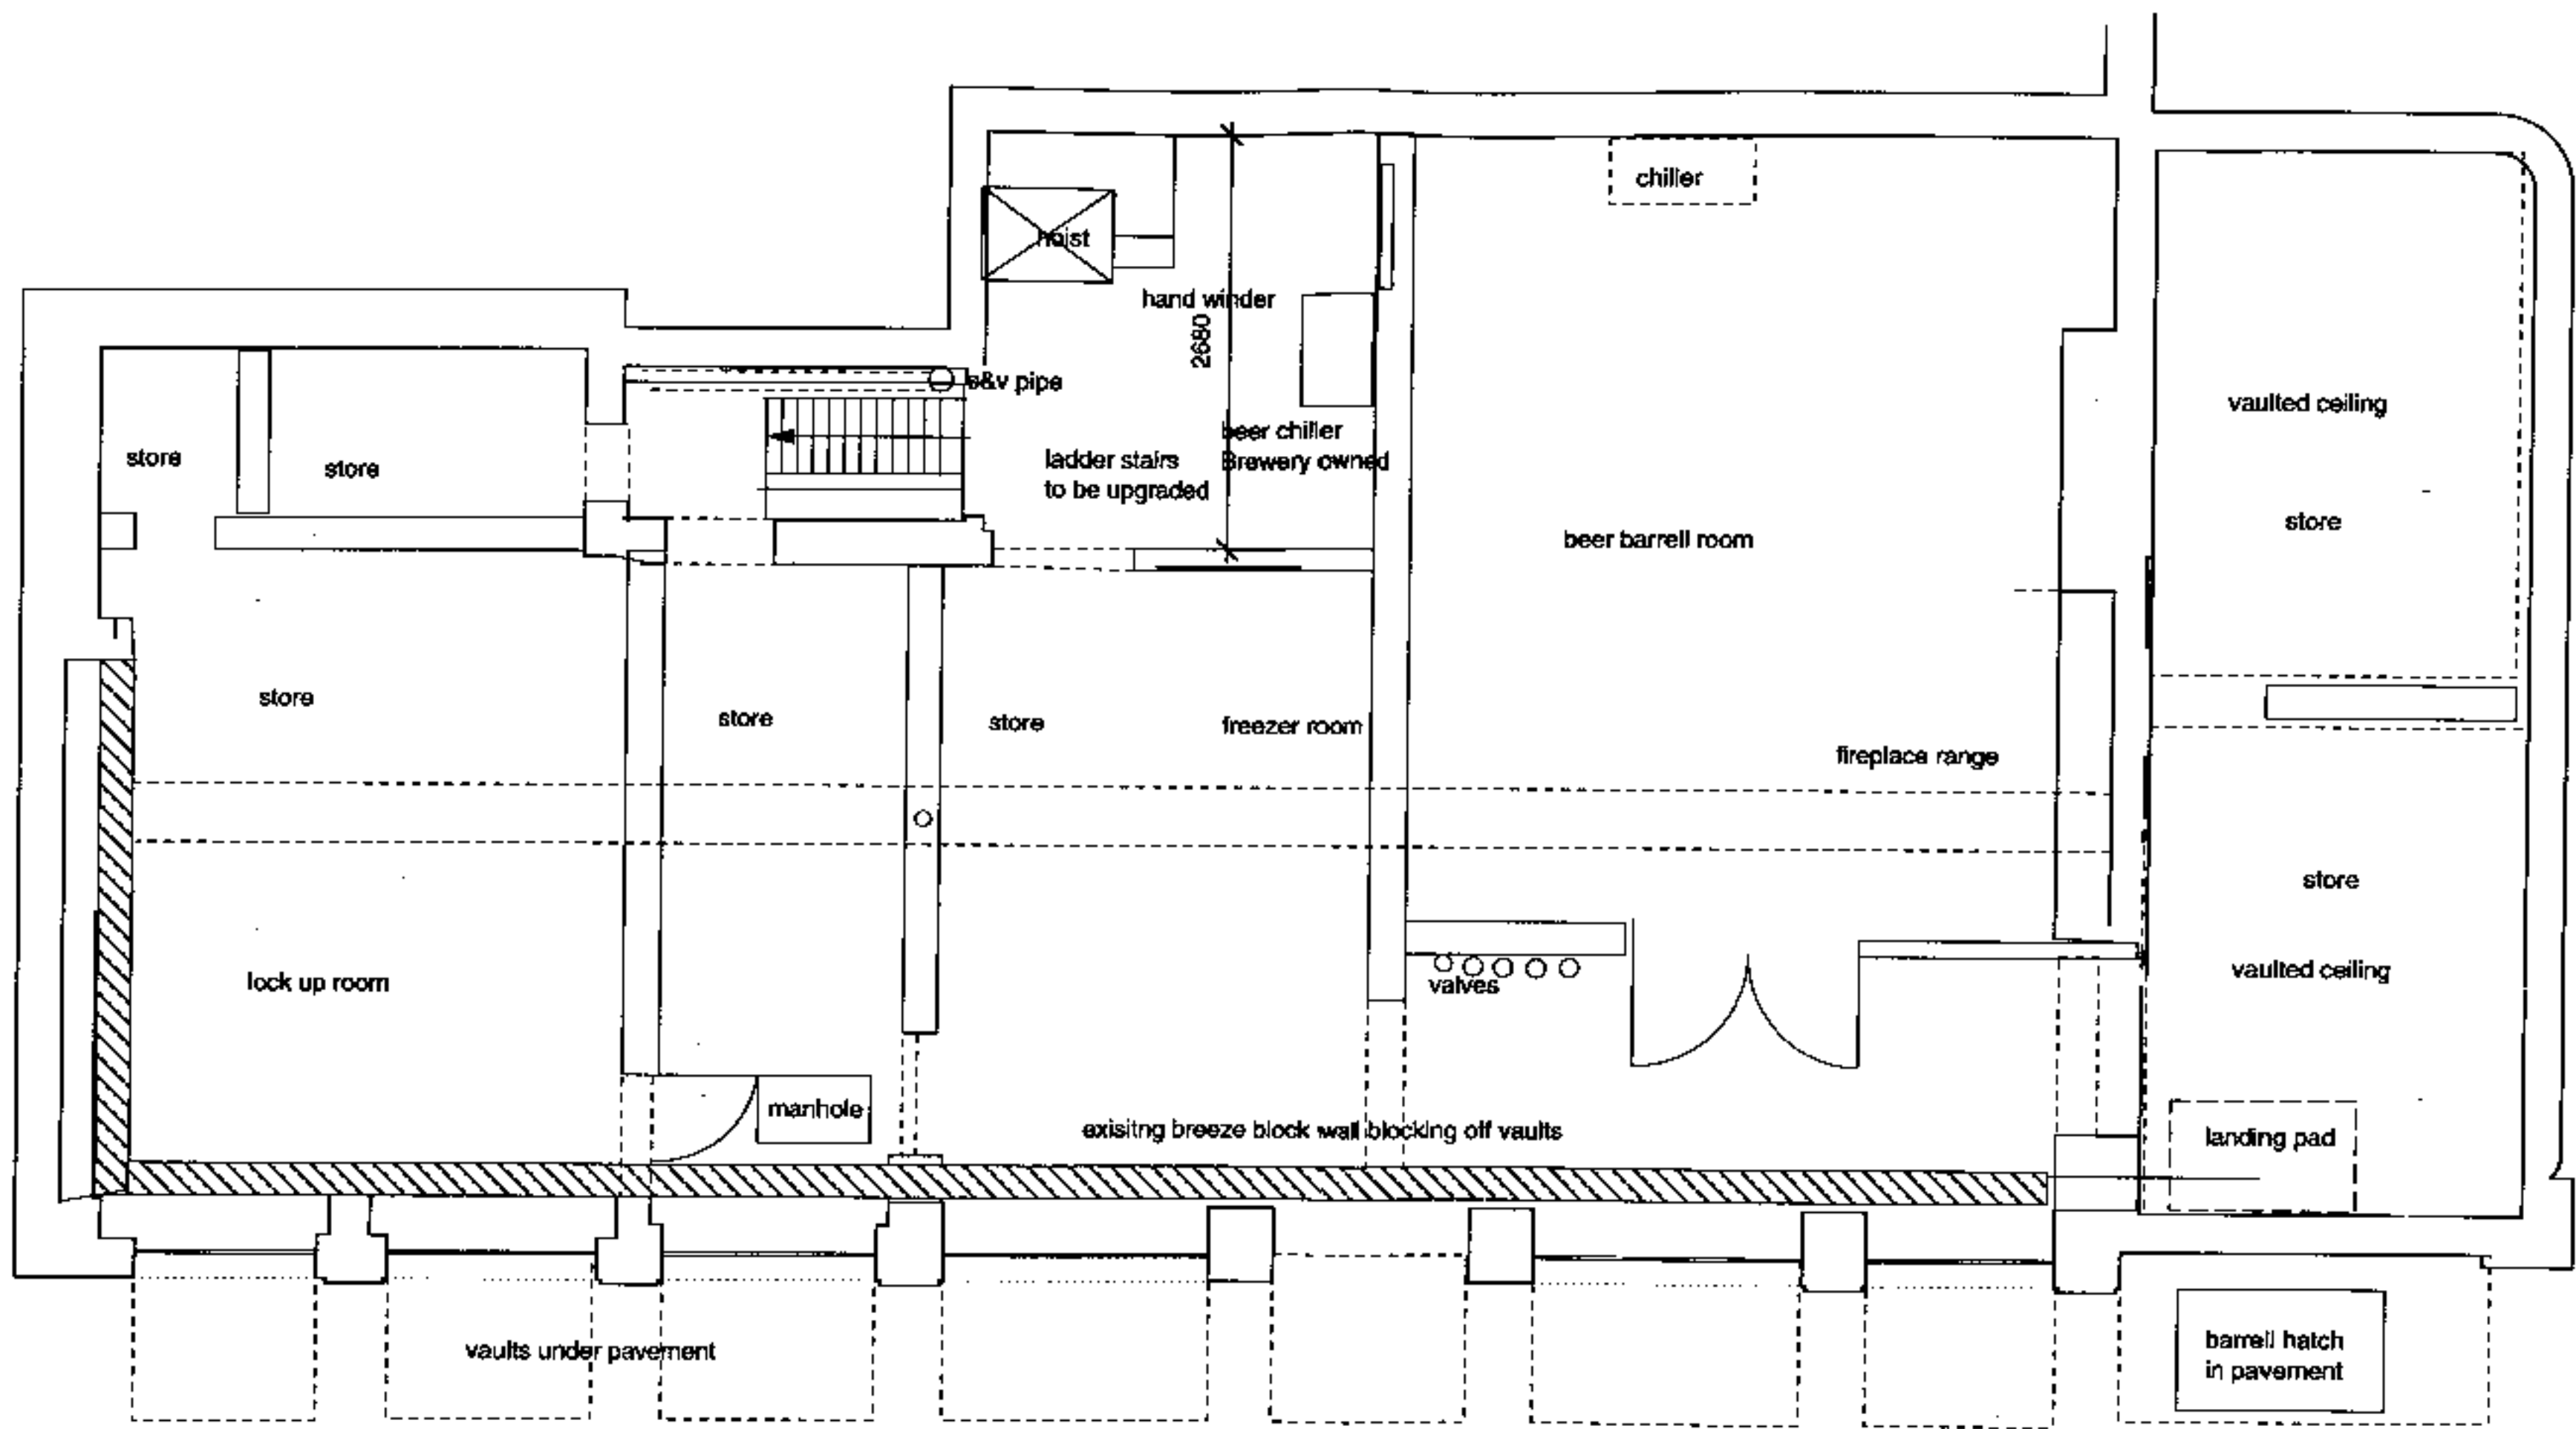 chiller
hoist
hand winder
2680
s&v pipe
vaulted ceiling
beer chiller
Brewery owned
ladder stairs
to be upgraded
store
store
store
beer barrell room
store
store
store
freezer room
fireplace range
store
vaulted ceiling
lock up room
valves
manhole
exisitng breeze block wall blocking off vaults
landing pad
vaults under pavement
barrell hatch
in pavement